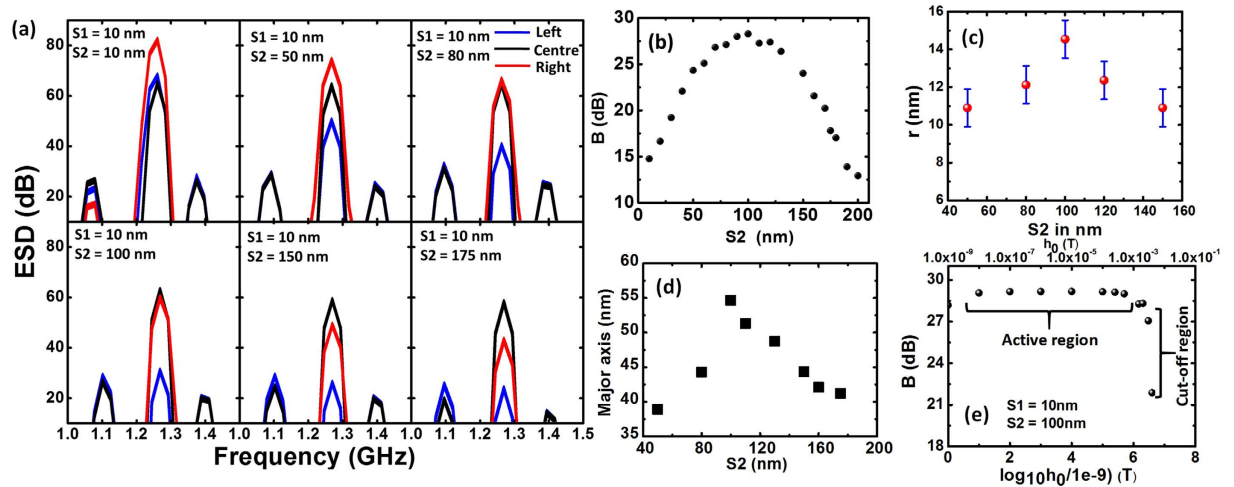 (a)
S1 = 10 nm
S2 = 10 nm
S1 = 10 nm
S2 = 50 nm
S1 = 10 nm
S2 = 80 nm
Left
Centre
Right
80
60
40
20
S1 = 10 nm
S2 = 100 nm
S1 = 10 nm
S2 = 150 nm
S1 = 10 nm
S2 = 175 nm
80
60
40
20
ESD (dB)
1.0 1.1 1.2 1.3 1.4 1.0 1.1 1.2 1.3 1.4 1.0 1.1 1.2 1.3 1.4 1.5
Frequency (GHz)
(b)
30
28
25
23
20
18
15
13
10
B (dB)
0 50 100 150 200
S2 (nm)
(c)
16
14
12
10
8
6
r (nm)
40 60 80 100 120 140 160
S2 in nm
(d)
60
55
50
45
40
35
Major axis (nm)
40 80 120 160 200
S2 (nm)
h0 (T)
1.0x10-9 1.0x10-7 1.0x10-5 1.0x10-3 1.0x10-1
30
27
24
21
18
B (dB)
Active region
Cut-off region
(e)
S1 = 10nm
S2 = 100nm
0 2 4 6 8
log10h0/1e-9) (T)